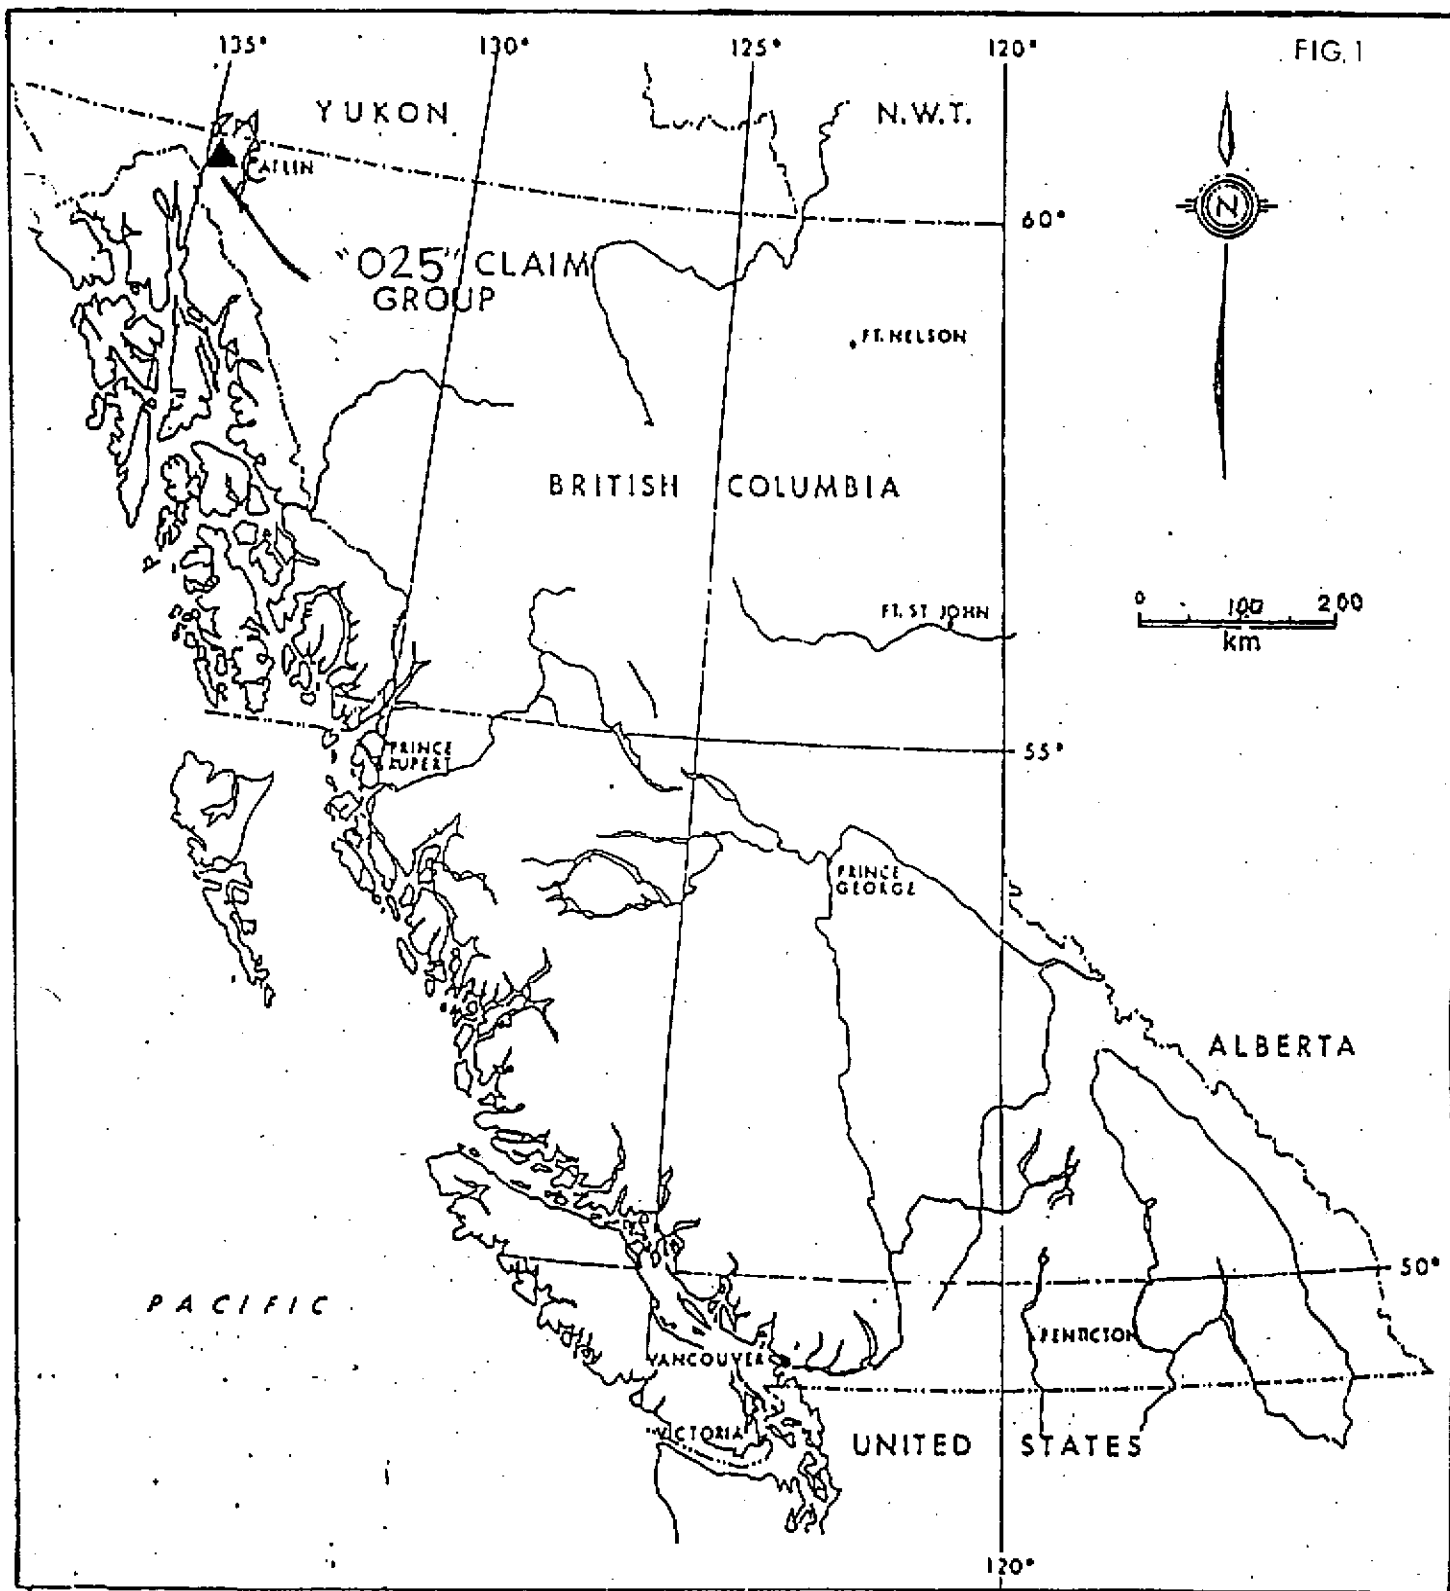 135° 130° 125° 120° FIG. 1
YUKON N.W.T.
ATLIN
60°
N
"025" CLAIM
GROUP
FT. NELSON
BRITISH COLUMBIA
0 100 200
km
FT. ST JOHN
55°
PRINCE
RUPERT
PRINCE
GEORGE
ALBERTA
50°
PACIFIC
PENTICTON
VANCOUVER
VICTORIA
UNITED STATES
120°